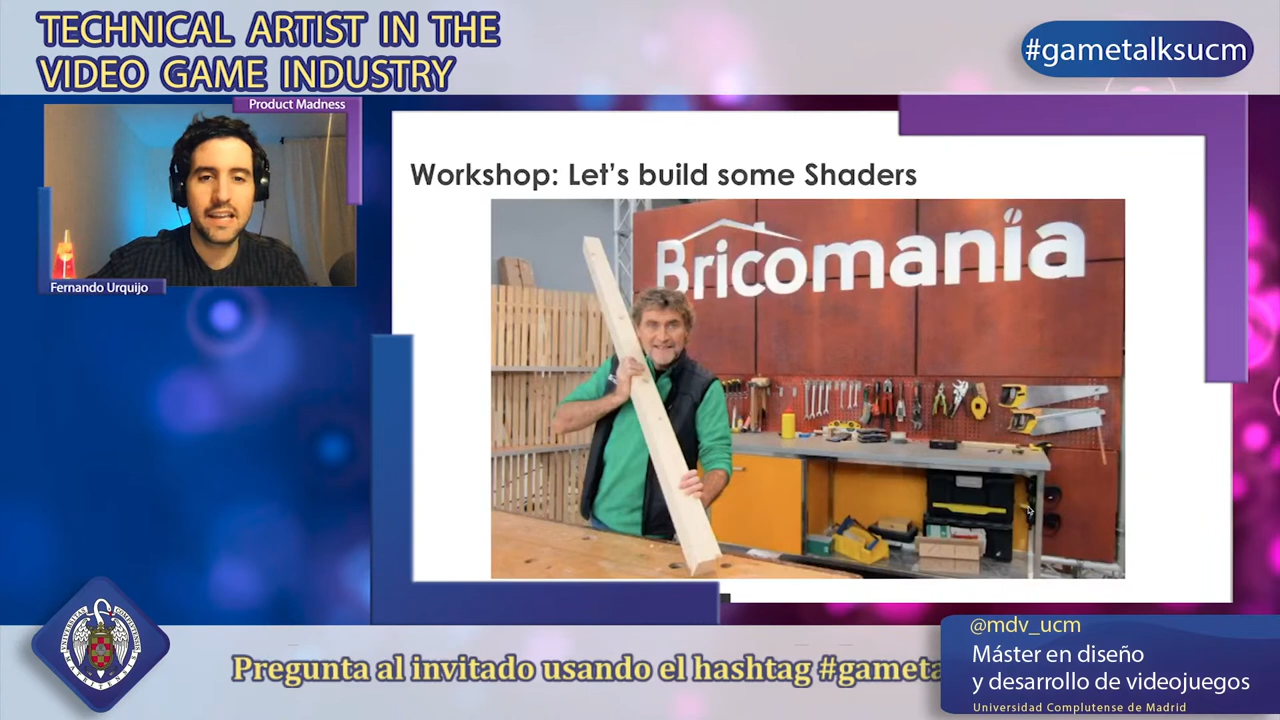 TECHNICAL ARTIST IN THE
VIDEO GAME INDUSTRY
#gametalksucm
Product Madness
Fernando Urquijo
Workshop: Let's build some Shaders
Bricomanía
Pregunta al invitado usando el hashtag #gameta
@mdv_ucm
Máster en diseño
y desarrollo de videojuegos
Universidad Complutense de Madrid